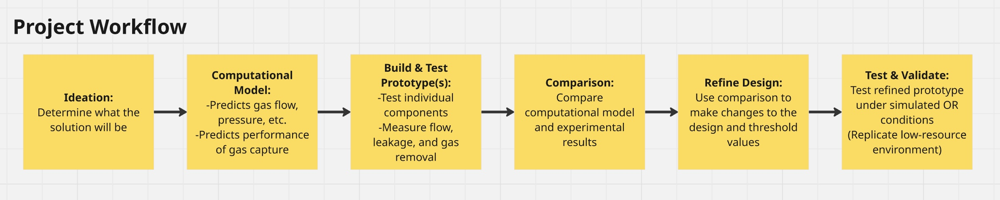 Project Workflow
Ideation:
Determine what the
solution will be
Computational
Model:
-Predicts gas flow,
pressure, etc.
-Predicts performance
of gas capture
Build & Test
Prototype(s):
-Test individual
components
-Measure flow,
leakage, and gas
removal
Comparison:
Compare
computational model
and experimental
results
Refine Design:
Use comparison to
make changes to the
design and threshold
values
Test & Validate:
Test refined prototype
under simulated OR
conditions
(Replicate low-resource
environment)